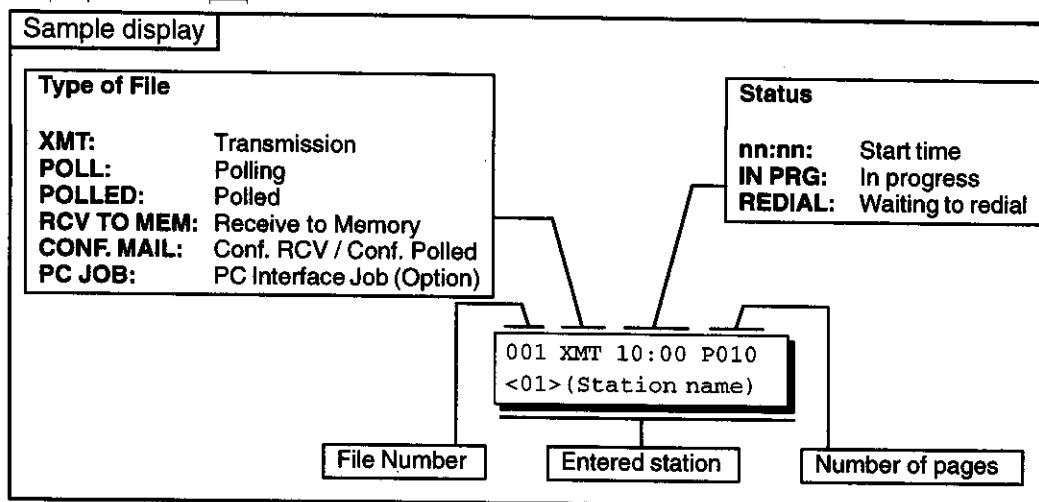 Sample display
Type of File
XMT: Transmission
POLL: Polling
POLLED: Polled
RCV TO MEM: Receive to Memory
CONF. MAIL: Conf. RCV / Conf. Polled
PC JOB: PC Interface Job (Option)
Status
nn:nn: Start time
IN PRG: In progress
REDIAL: Waiting to redial
001 XMT 10:00 P010
<01>(Station name)
File Number
Entered station
Number of pages